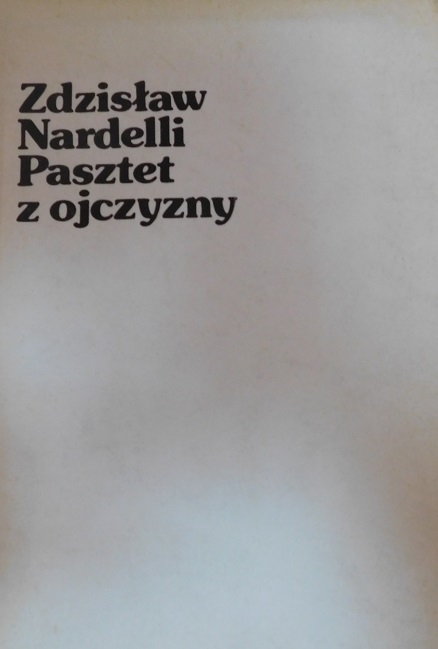 Zdzisław
Nardelli
Pasztet
z ojczyzny